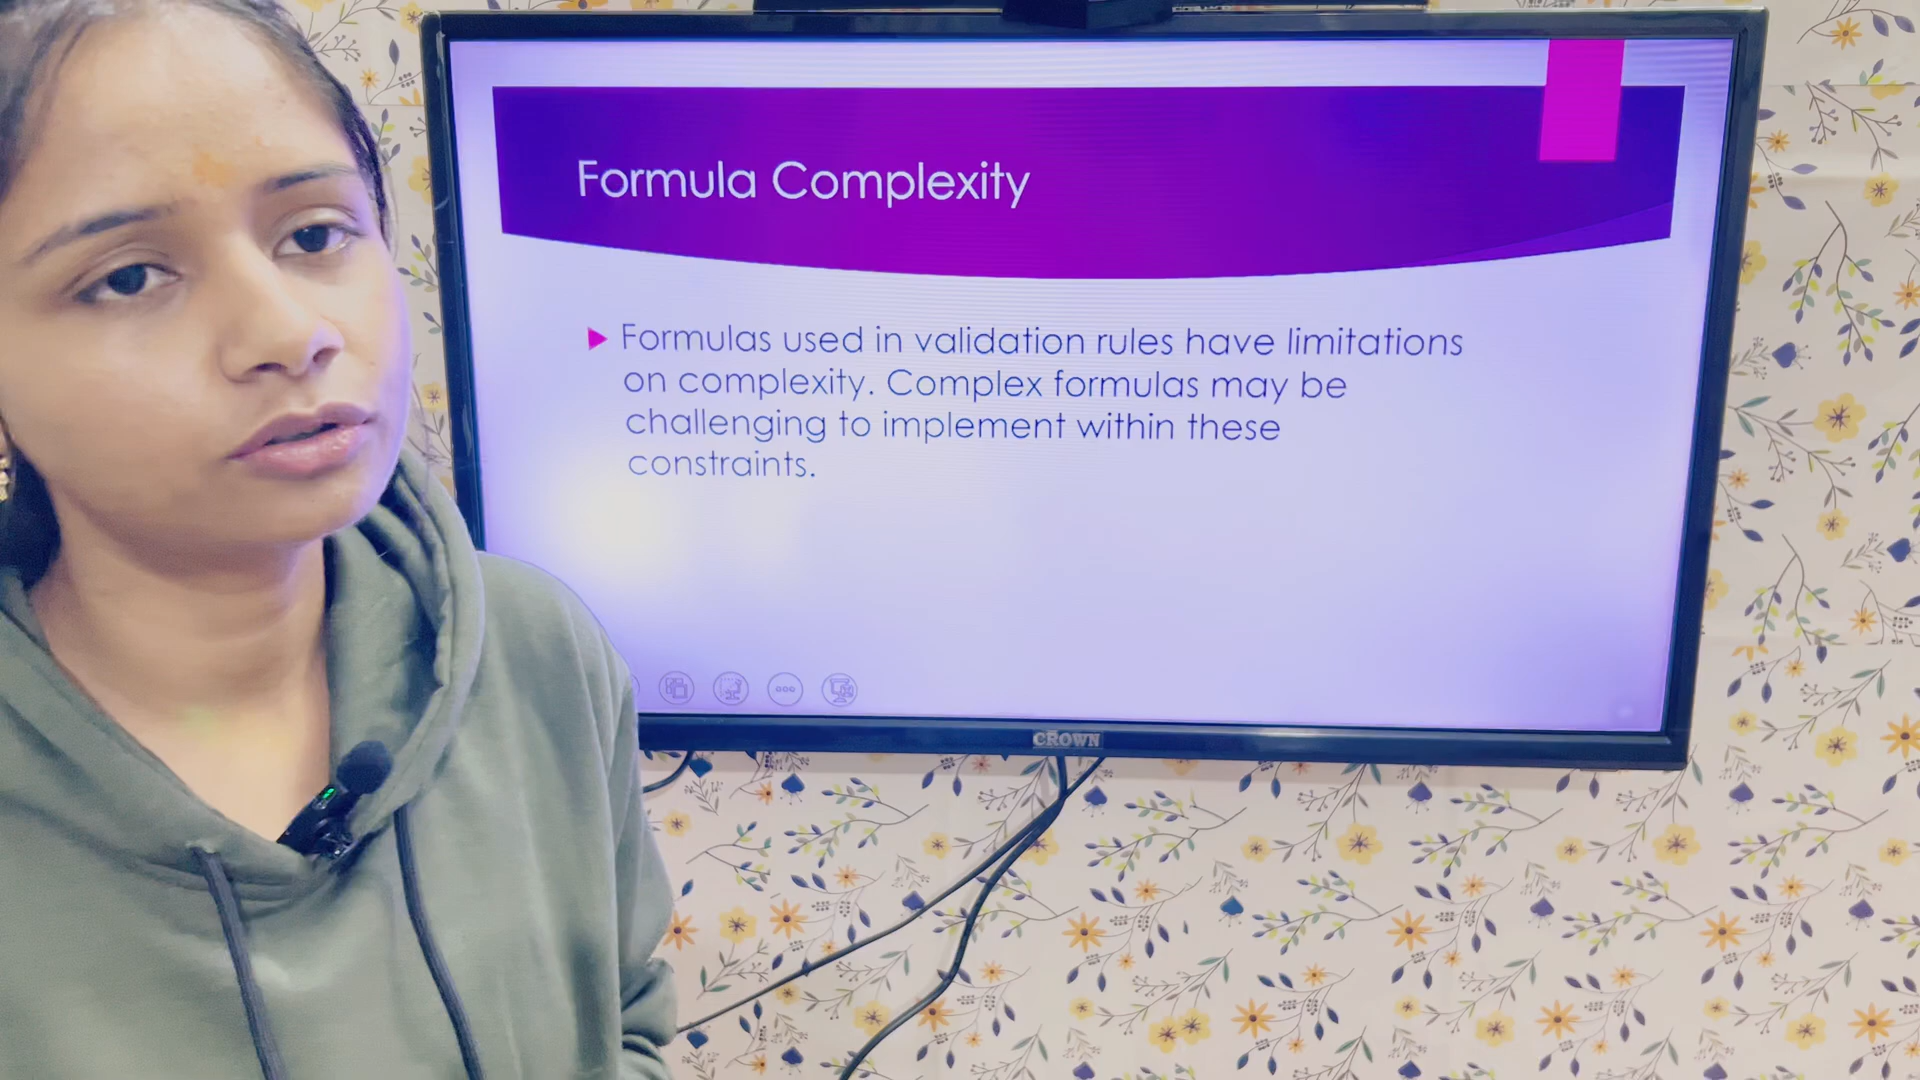 Formula Complexity
Formulas used in validation rules have limitations
on complexity. Complex formulas may be
challenging to implement within these
constraints.
CROWN